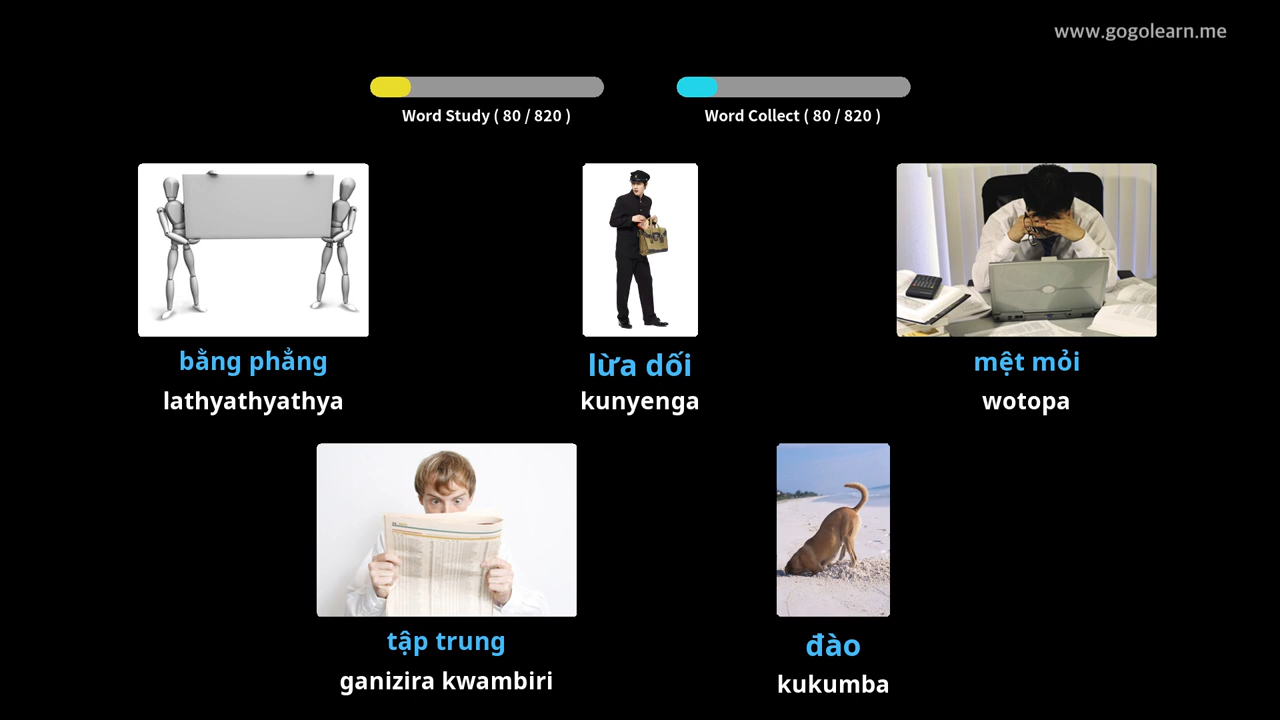 www.gogolearn.me
Word Study ( 80 / 820 )
Word Collect ( 80 / 820 )
bằng phẳng
lathyathyathya
lừa dối
kunyenga
mệt mỏi
wotopa
tập trung
ganizira kwambiri
đào
kukumba